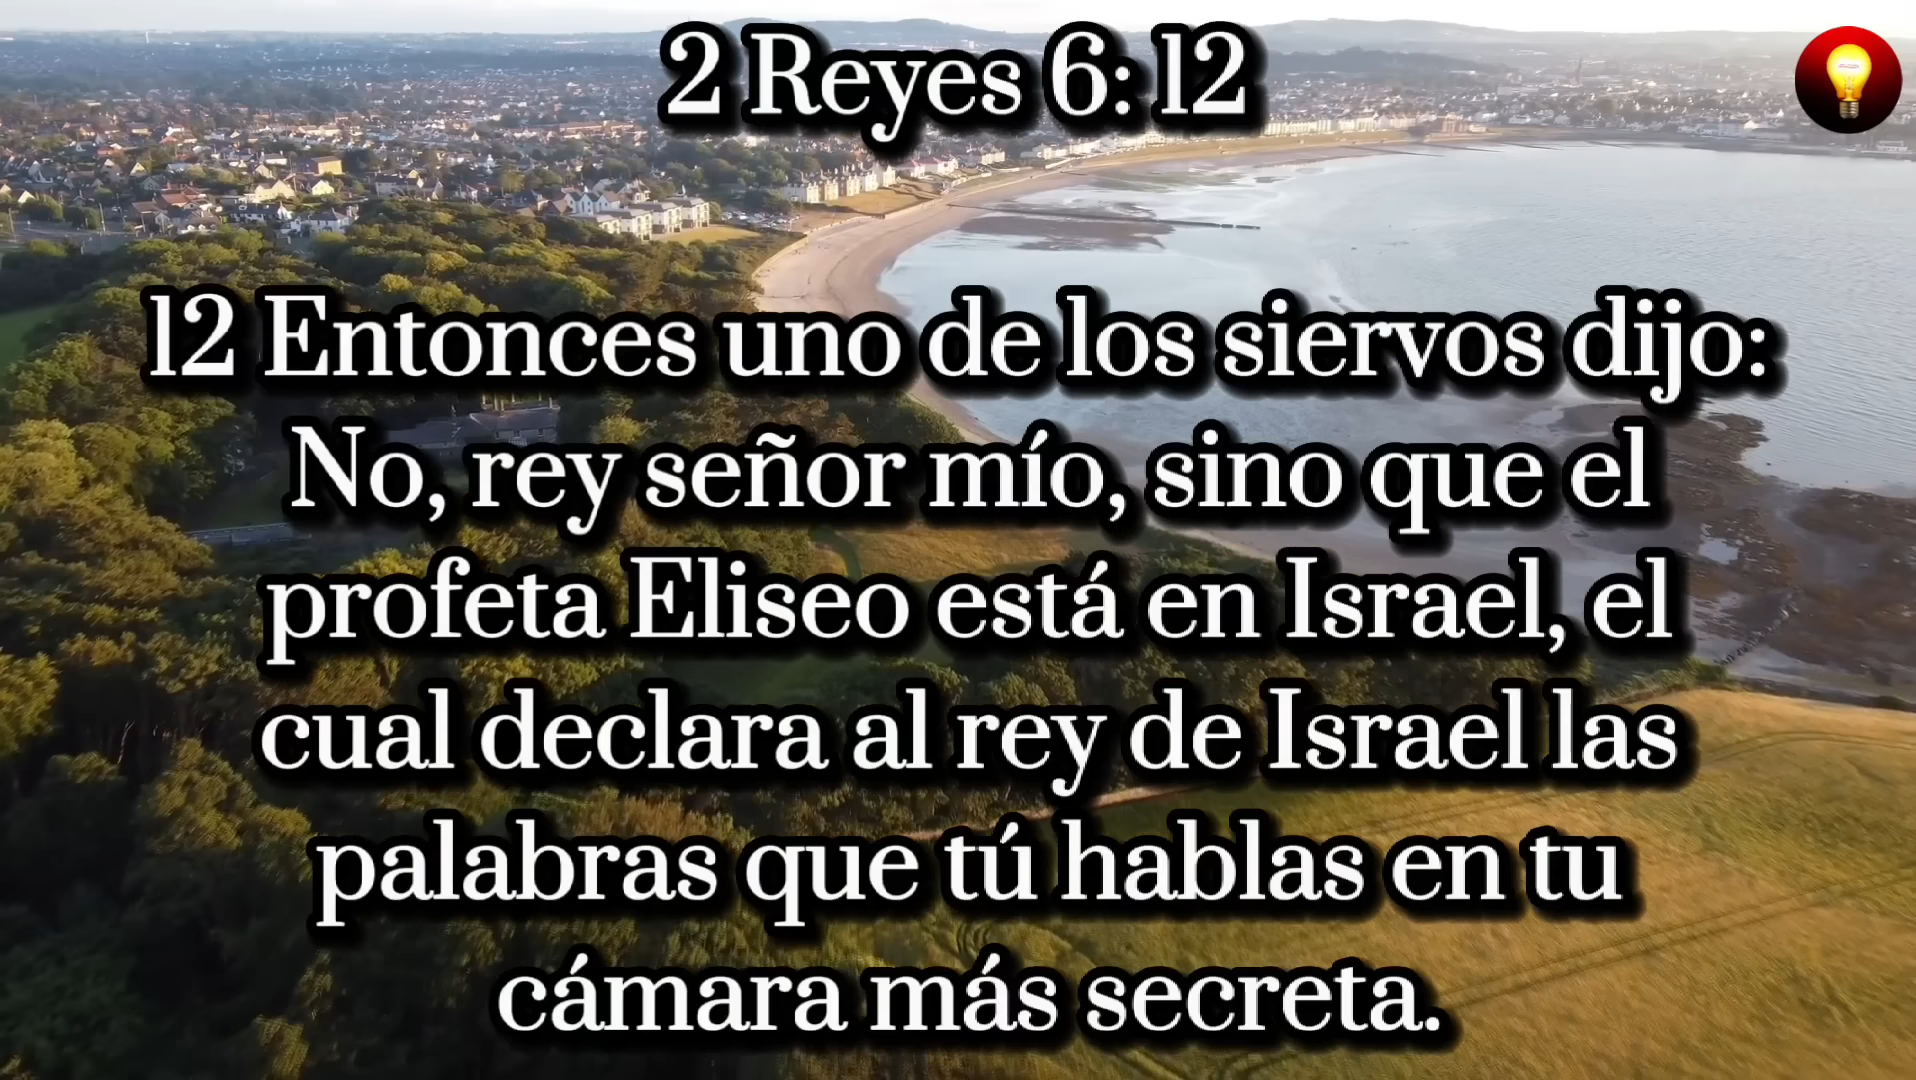 2 Reyes 6: 12
12 Entonces uno de los siervos dijo:
No, rey señor mío, sino que el
profeta Eliseo está en Israel, el
cual declara al rey de Israel las
palabras que tú hablas en tu
cámara más secreta.